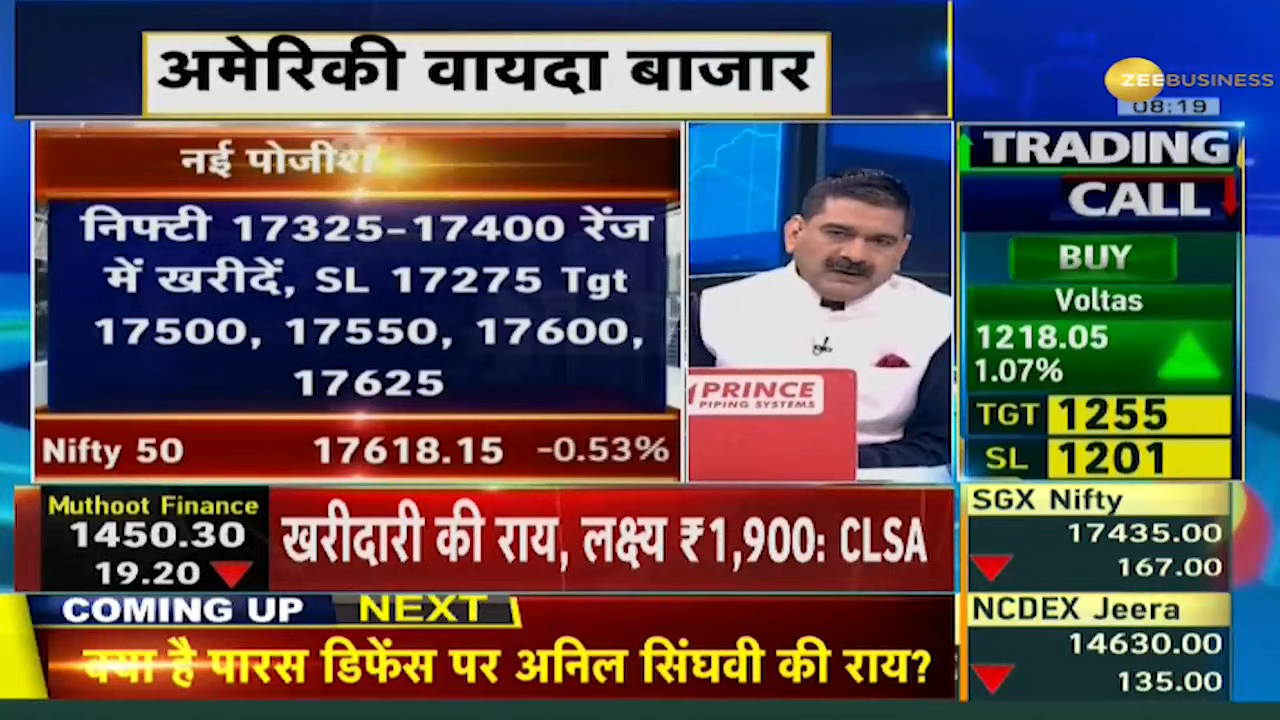 अमेरिकी वायदा बाजार
ZEEBUSINESS
08:19
नई पोजीश
निफ्टी 17325-17400 रेंज
में खरीदें, SL 17275 Tgt
17500, 17550, 17600,
17625
Nifty 50 17618.15 -0.53%
PRINCE
PIPING SYSTEMS
TRADING
CALL
BUY
Voltas
1218.05
1.07%
TGT 1255
SL 1201
Muthoot Finance
1450.30
19.20
खरीदारी की राय, लक्ष्य ₹1,900: CLSA
SGX Nifty
17435.00
167.00
COMING UP NEXT
क्या है पारस डिफेंस पर अनिल सिंघवी की राय?
NCDEX Jeera
14630.00
135.00